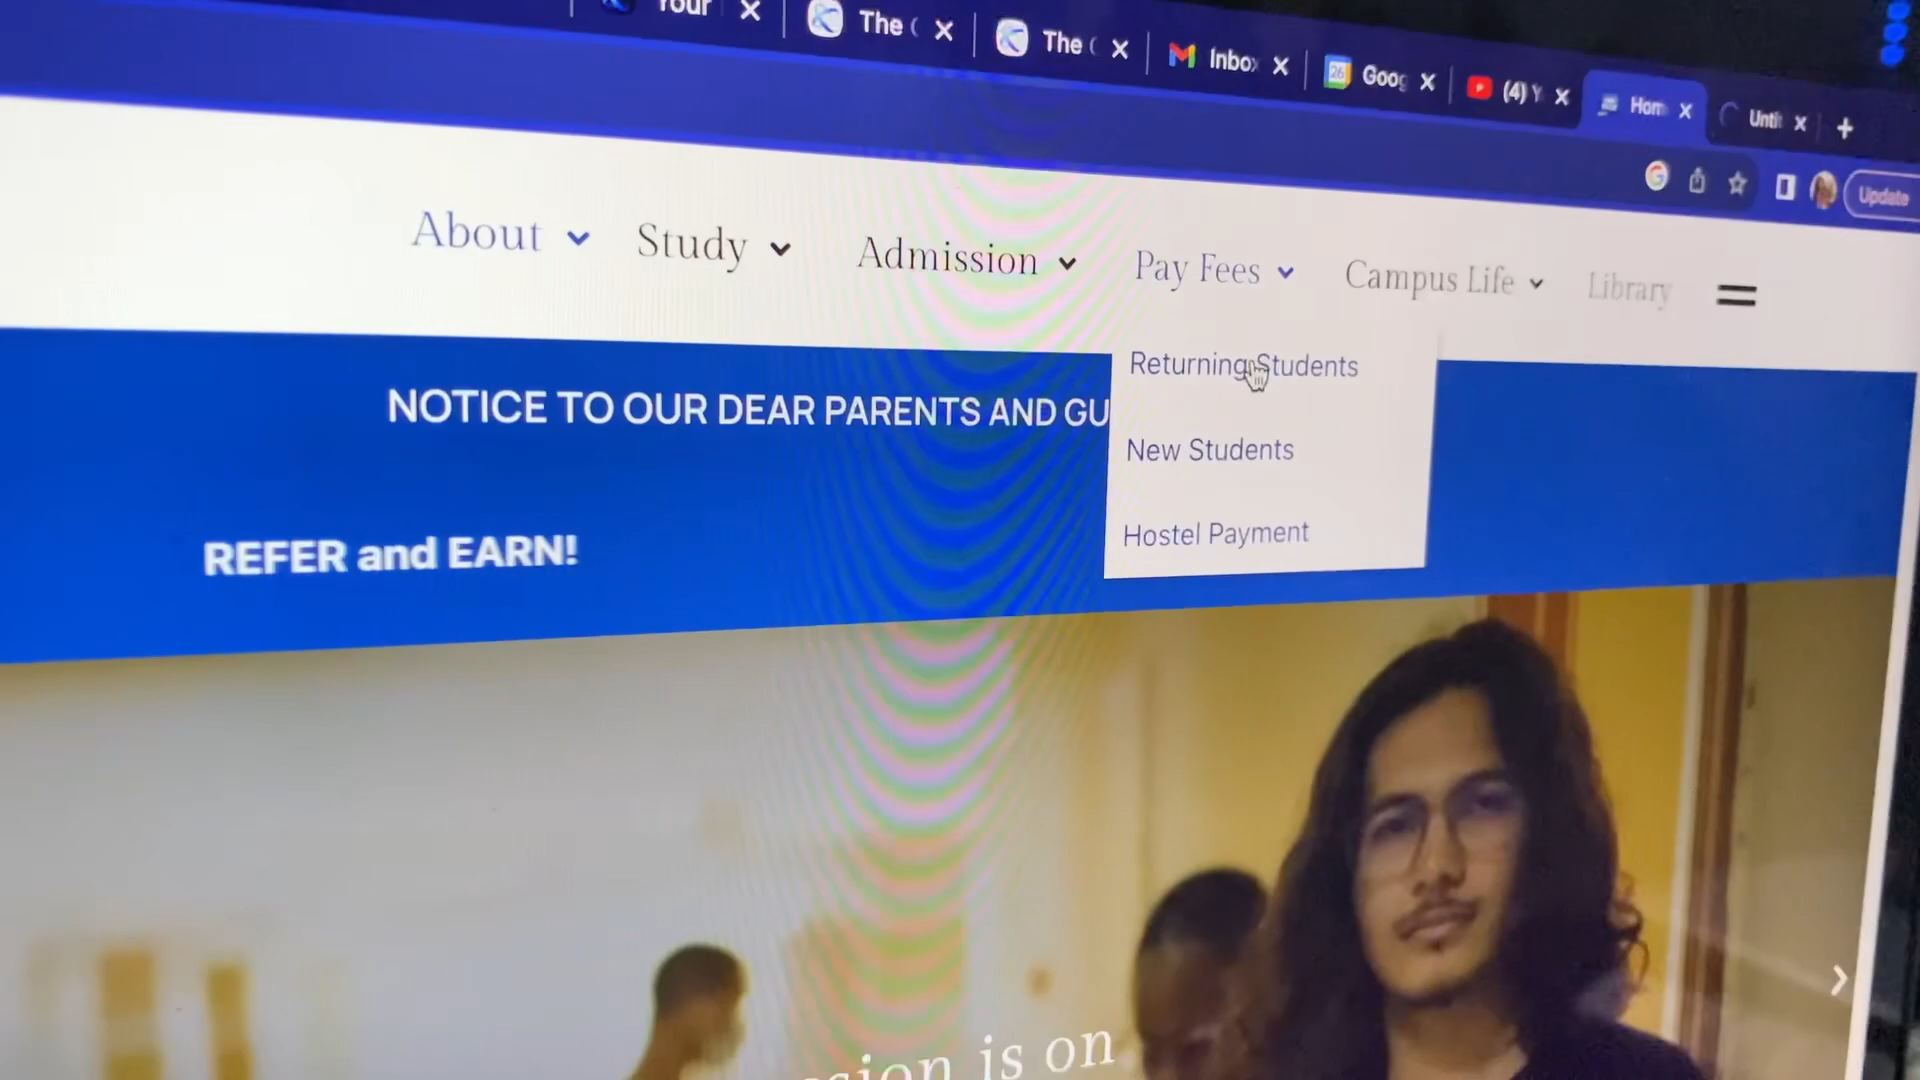 Your
The (
The (
Inbox
Goog
(4) Y
Hom
Unti
Update
About
Study
Admission
Pay Fees
Campus Life
Library
Returning Students
New Students
Hostel Payment
NOTICE TO OUR DEAR PARENTS AND GU
REFER and EARN!
sion is on